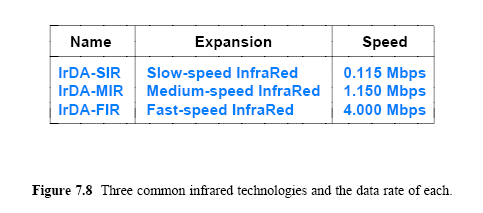 Name Expansion Speed
IrDA-SIR Slow-speed InfraRed 0.115 Mbps
IrDA-MIR Medium-speed InfraRed 1.150 Mbps
IrDA-FIR Fast-speed InfraRed 4.000 Mbps
Figure 7.8 Three common infrared technologies and the data rate of each.